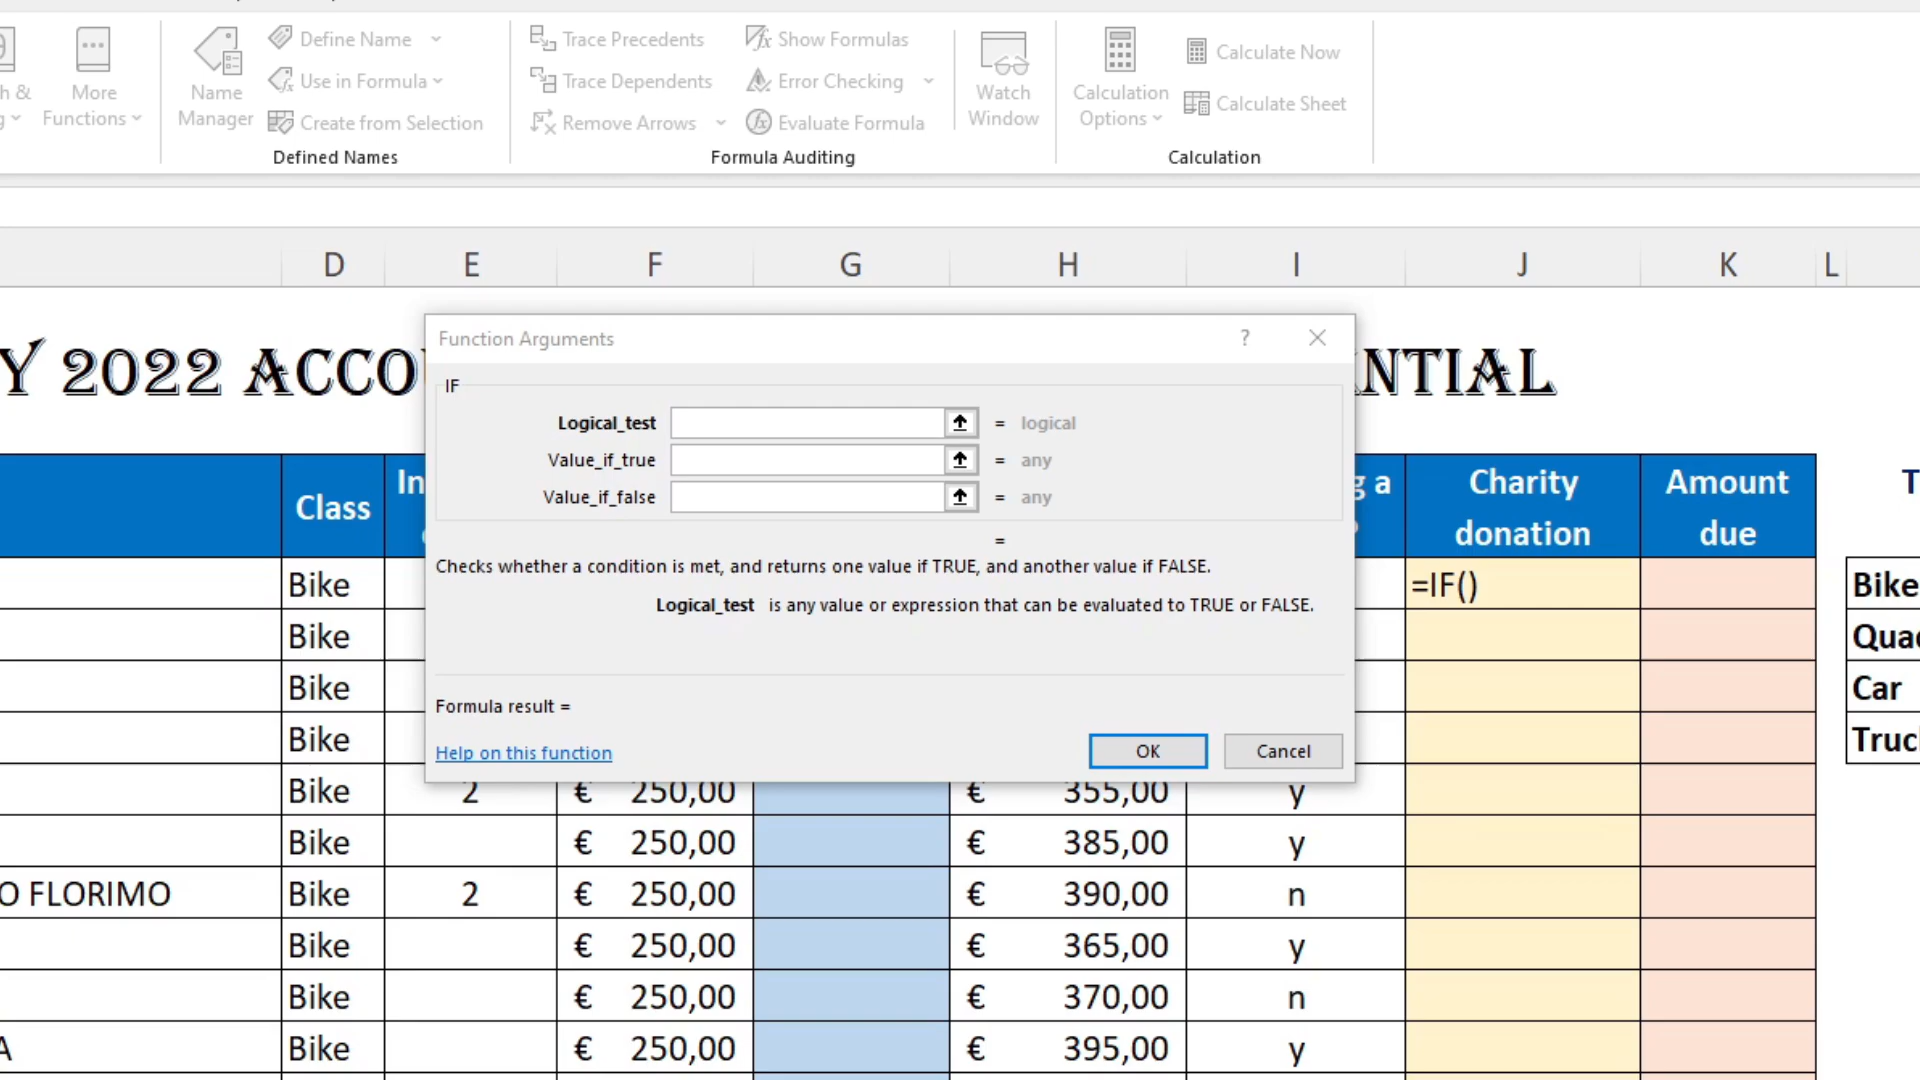 h & More Functions
Name Manager
Define Name
Use in Formula
Create from Selection
Defined Names
Trace Precedents
Trace Dependents
Remove Arrows
Show Formulas
Error Checking
Evaluate Formula
Formula Auditing
Watch Window
Calculation Options
Calculate Now
Calculate Sheet
Calculation
D E F G H I J K L
Y 2022 ACCO NTIAL
Function Arguments ?
IF
Logical_test = logical
Value_if_true = any
Value_if_false = any
=
Checks whether a condition is met, and returns one value if TRUE, and another value if FALSE.
Logical_test is any value or expression that can be evaluated to TRUE or FALSE.
Formula result =
Help on this function OK Cancel
Class In g a Charity donation Amount due T
Bike =IF() Bike
Bike Quad
Bike Car
Bike Truc
Bike 2 € 250,00 € 355,00 y
Bike € 250,00 € 385,00 y
O FLORIMO Bike 2 € 250,00 € 390,00 n
Bike € 250,00 € 365,00 y
Bike € 250,00 € 370,00 n
A Bike € 250,00 € 395,00 y